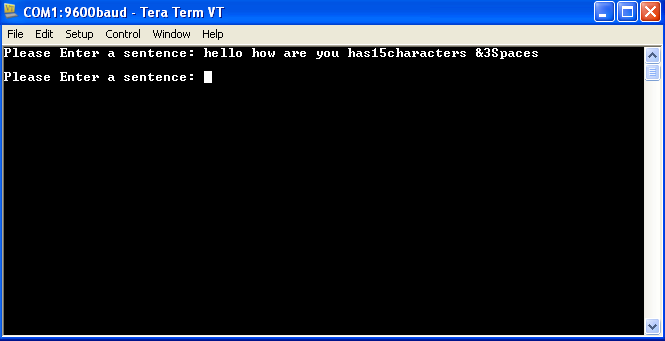 COM1:9600baud - Tera Term VT
File Edit Setup Control Window Help
Please Enter a sentence: hello how are you has15characters &3Spaces
Please Enter a sentence: